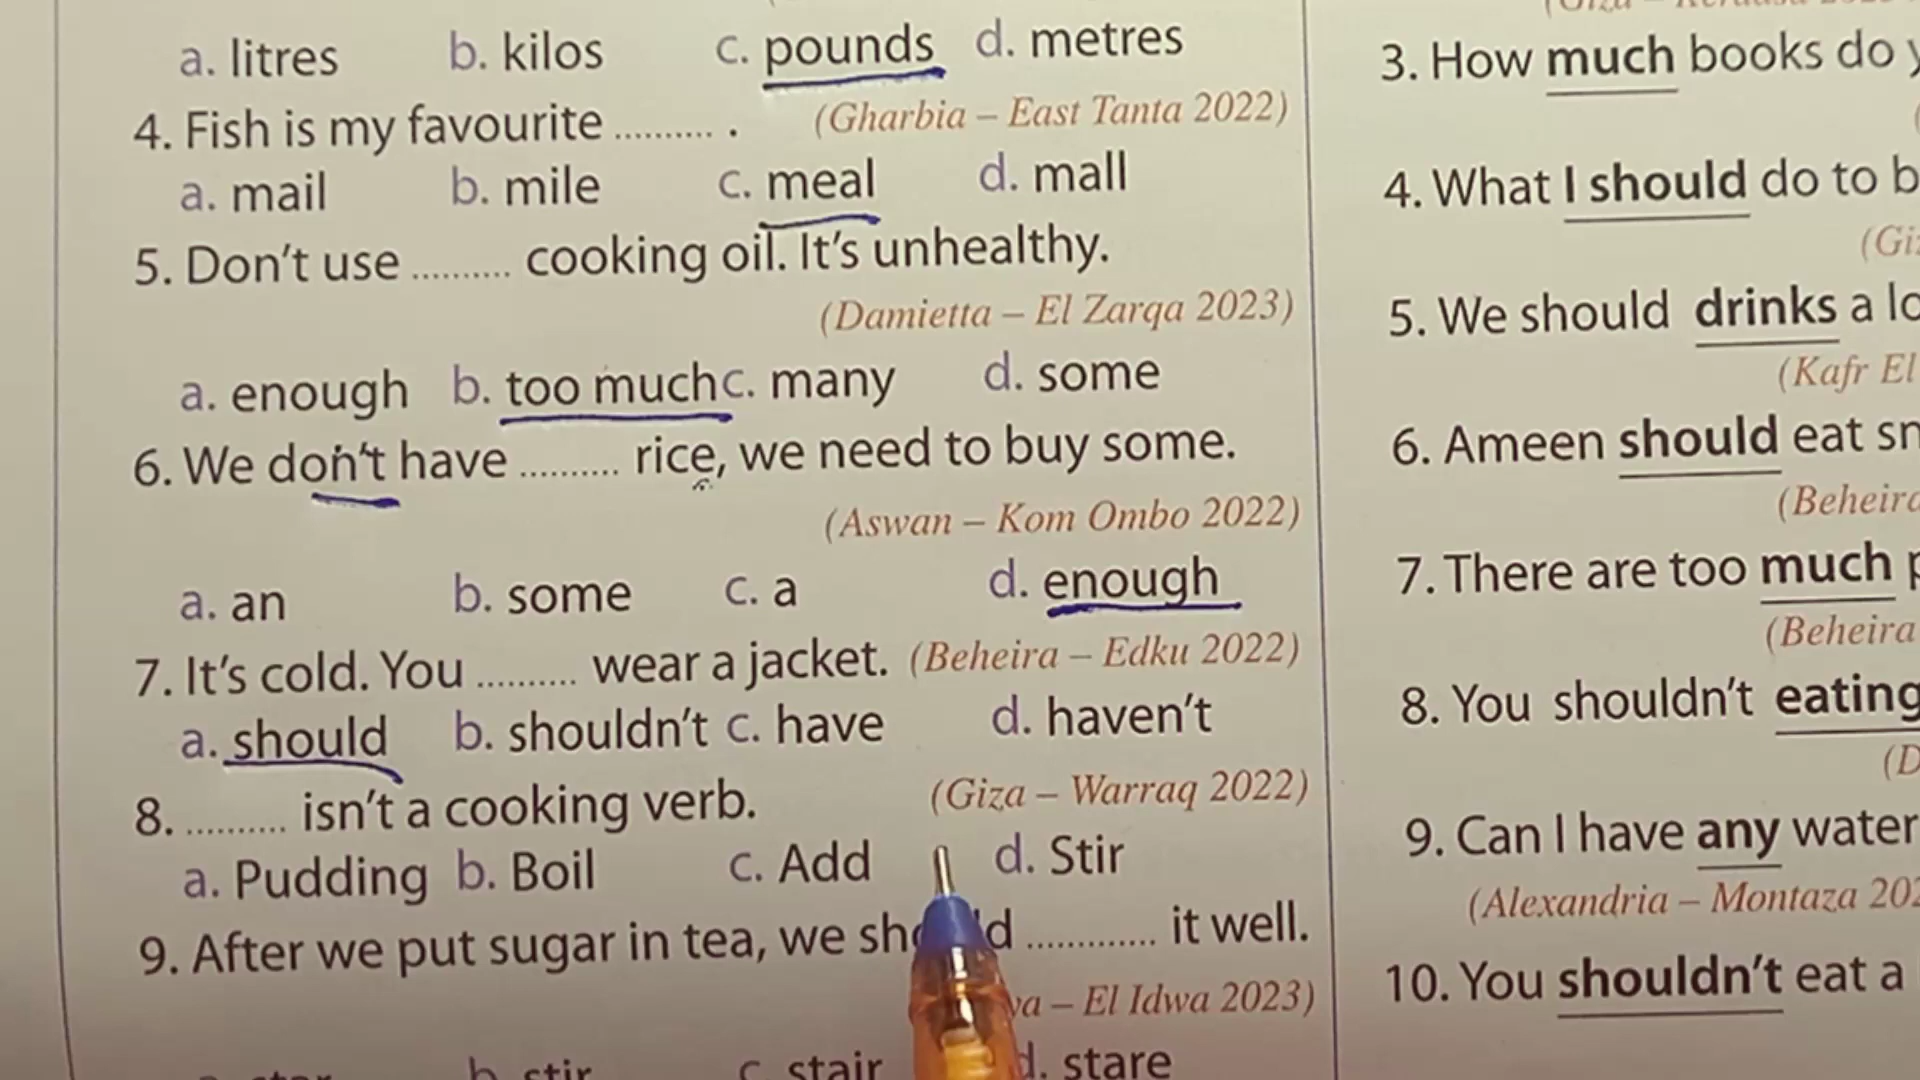 a. litres b. kilos c. pounds d. metres
4. Fish is my favourite .......... . (Gharbia – East Tanta 2022)
a. mail b. mile c. meal d. mall
5. Don't use .......... cooking oil. It's unhealthy.
(Damietta – El Zarqa 2023)
a. enough b. too much c. many d. some
6. We don't have .......... rice, we need to buy some.
(Aswan – Kom Ombo 2022)
a. an b. some c. a d. enough
7. It's cold. You .......... wear a jacket. (Beheira – Edku 2022)
a. should b. shouldn't c. have d. haven't
8. .......... isn't a cooking verb. (Giza – Warraq 2022)
a. Pudding b. Boil c. Add d. Stir
9. After we put sugar in tea, we ............. it well.
– El Idwa 2023)
b. stir c. stair d. stare
3. How much books do
4. What I should do to
5. We should drinks a
(Kafr El
6. Ameen should eat
(Beheira
7. There are too much
(Beheira
8. You shouldn't eating
9. Can I have any water
(Alexandria – Montaza
10. You shouldn't eat a